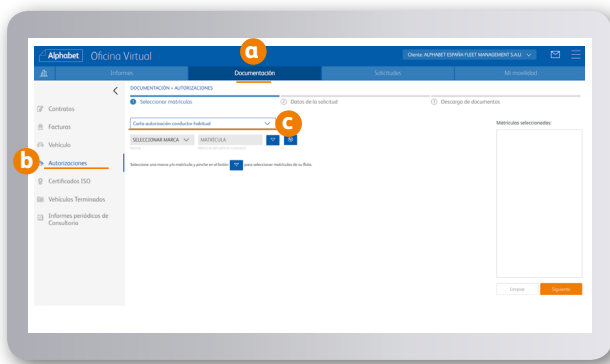 Alphabet Oficina Virtual
a
Cliente: ALPHABET ESPAÑA FLEET MANAGEMENT S.A.U.
Informes
Documentación
Solicitudes
Mi movilidad
DOCUMENTACIÓN > AUTORIZACIONES
1 Seleccionar matrículas
2 Datos de la solicitud
3 Descarga de documentos
Contratos
Facturas
Vehículo
b
Autorizaciones
Certificados ISO
Vehículos Terminados
Informes periódicos de
Consultoría
Carta autorización conductor habitual
c
Matrículas seleccionadas:
SELECCIONAR MARCA
MATRÍCULA
Seleccione una marca y/o matrícula y pinche en el botón para seleccionar matrículas de su flota.
Limpiar
Siguiente